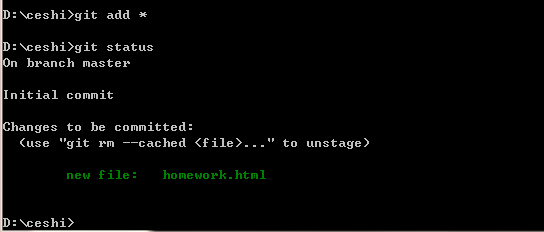 D:\ceshi>git add *
D:\ceshi>git status
On branch master
Initial commit
Changes to be committed:
(use "git rm --cached <file>..." to unstage)
new file: homework.html
D:\ceshi>